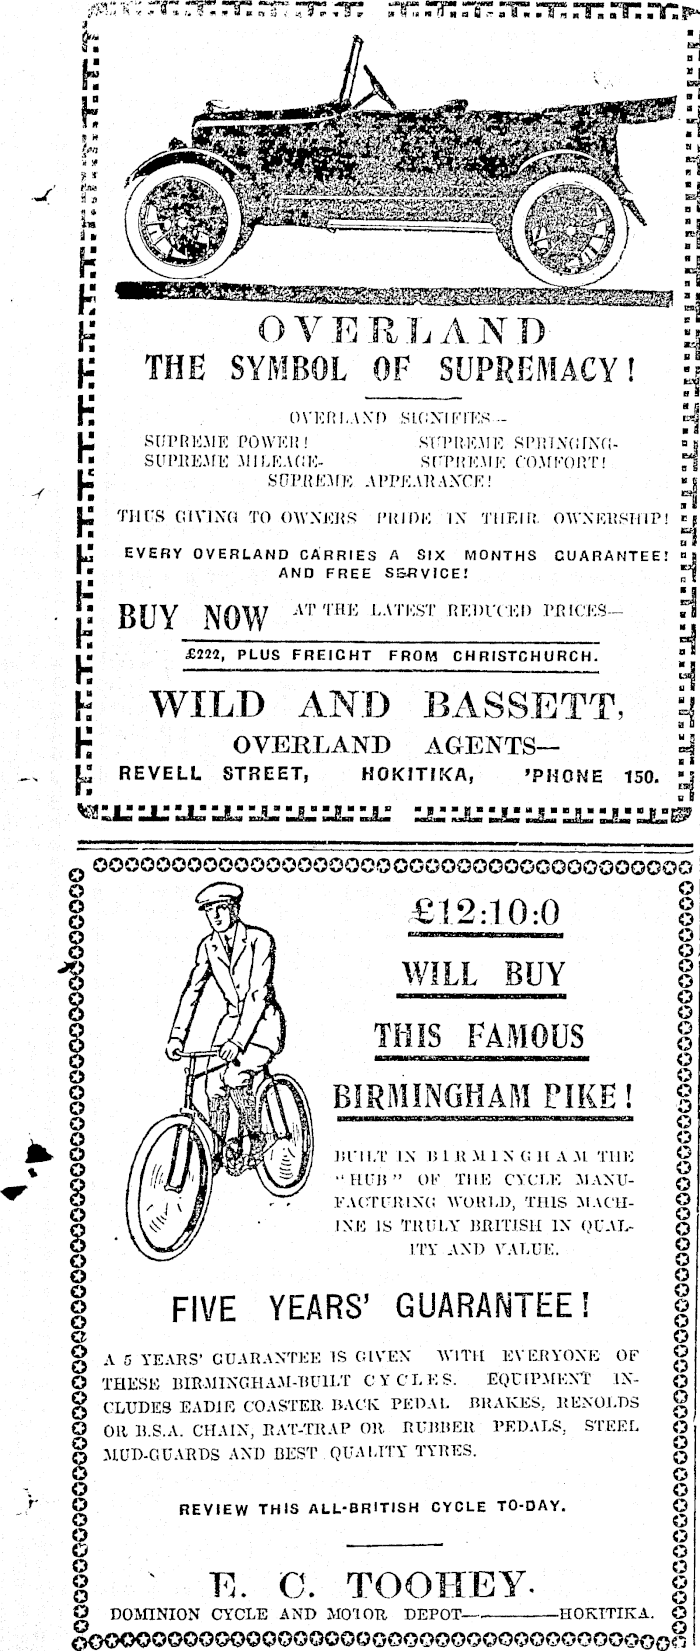 OVERLAND
THE SYMBOL OF SUPREMACY!
OVERLAND SIGNIFIES—
SUPREME POWER! SUPREME SPRINGING-
SUPREME MILEAGE- SUPREME COMFORT!
SUPREME APPEARANCE!
THUS GIVING TO OWNERS PRIDE IN THEIR OWNERSHIP!
EVERY OVERLAND CARRIES A SIX MONTHS GUARANTEE!
AND FREE SERVICE!
BUY NOW AT THE LATEST REDUCED PRICES—
£222, PLUS FREIGHT FROM CHRISTCHURCH.
WILD AND BASSETT,
OVERLAND AGENTS—
REVELL STREET, HOKITIKA, 'PHONE 150.
£12:10:0
WILL BUY
THIS FAMOUS
BIRMINGHAM PIKE!
BUILT IN BIRMINGHAM THE
"HUB" OF THE CYCLE MANU-
FACTURING WORLD, THIS MACH-
INE IS TRULY BRITISH IN QUAL-
ITY AND VALUE.
FIVE YEARS' GUARANTEE!
A 5 YEARS' GUARANTEE IS GIVEN WITH EVERYONE OF
THESE BIRMINGHAM-BUILT CYCLES. EQUIPMENT IN-
CLUDES EADIE COASTER BACK PEDAL BRAKES, RENOLDS
OR B.S.A. CHAIN, RAT-TRAP OR RUBBER PEDALS, STEEL
MUD-GUARDS AND BEST QUALITY TYRES.
REVIEW THIS ALL-BRITISH CYCLE TO-DAY.
E. C. TOOHEY.
DOMINION CYCLE AND MOTOR DEPOT————HOKITIKA.